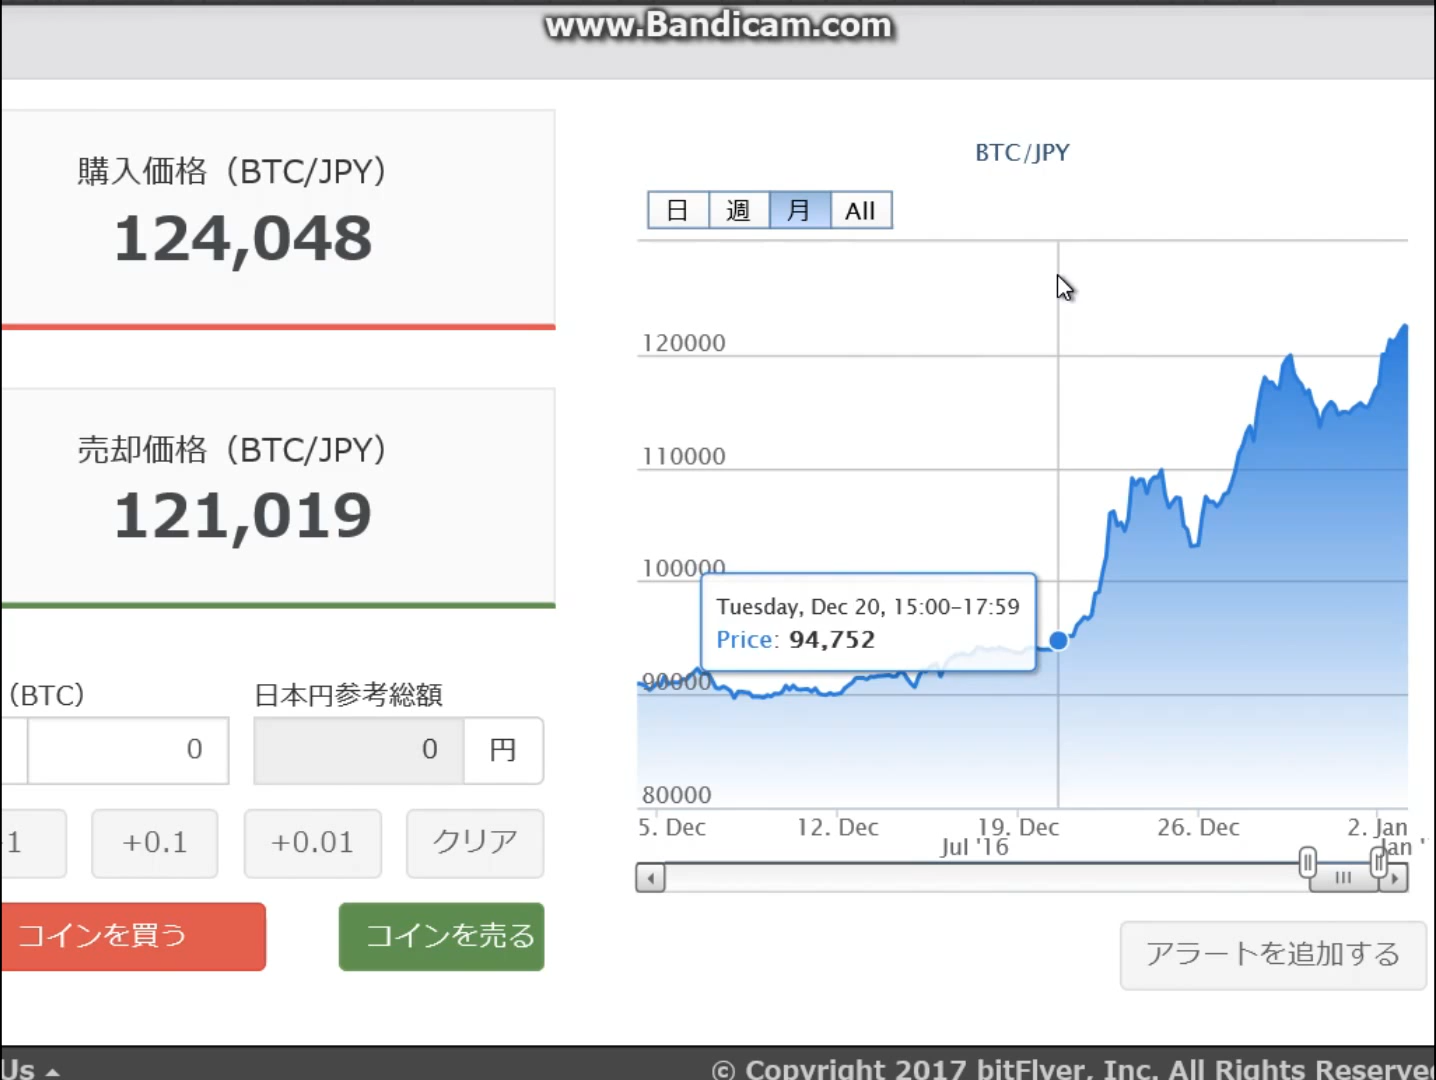 www.Bandicam.com
購入価格（BTC/JPY）
124,048
売却価格（BTC/JPY）
121,019
（BTC）
日本円参考総額
0
0
円
1
+0.1
+0.01
クリア
コインを買う
コインを売る
BTC/JPY
日
週
月
All
120000
110000
100000
90000
80000
Tuesday, Dec 20, 15:00-17:59
Price: 94,752
5. Dec
12. Dec
19. Dec
26. Dec
2. Jan
Jul '16
Jan '
アラートを追加する
Us
© Copyright 2017 bitFlyer, Inc. All Rights Reserve